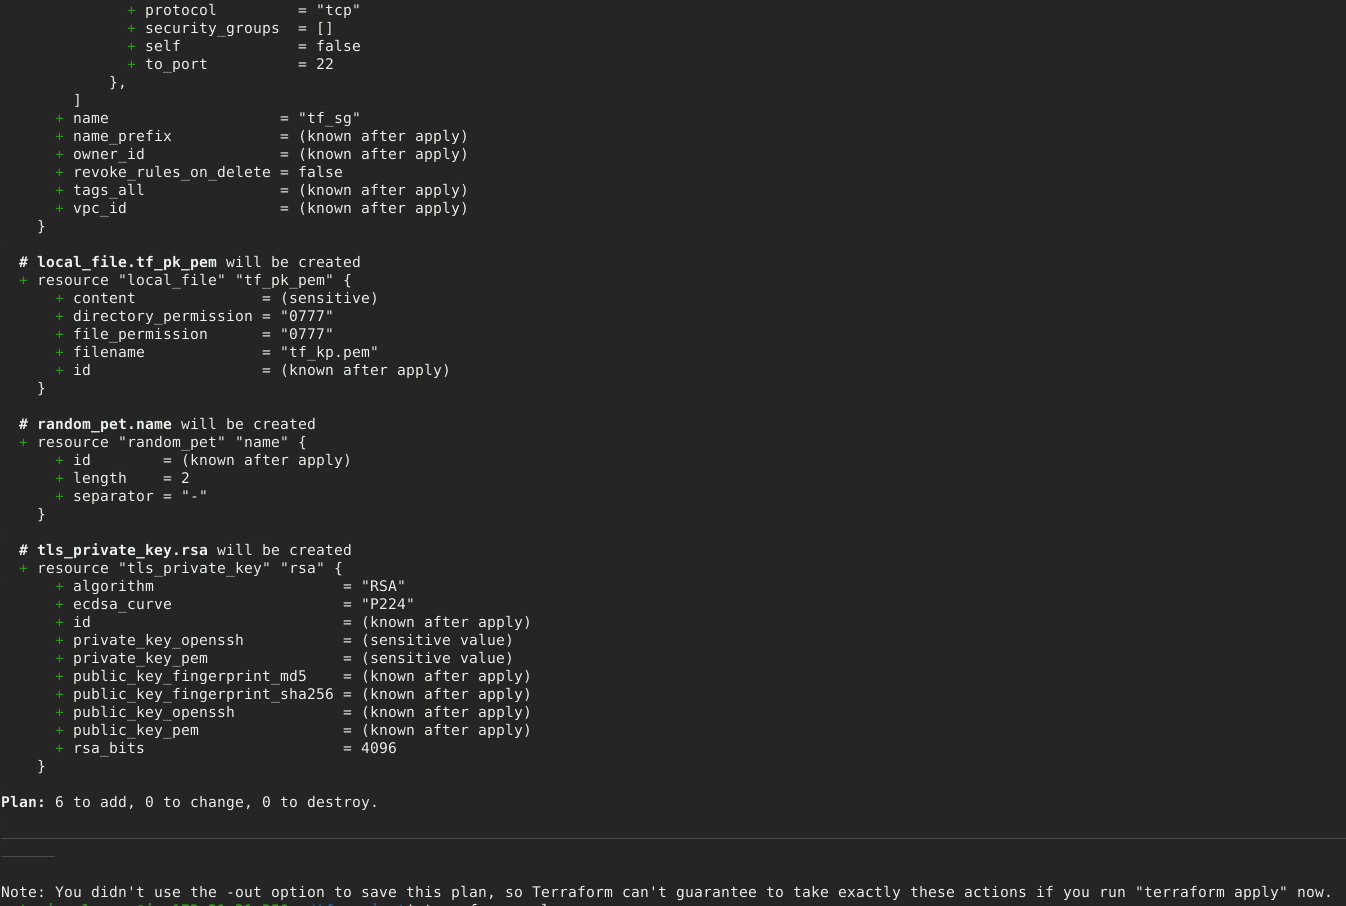 + protocol         = "tcp"
+ security_groups  = []
+ self             = false
+ to_port          = 22
},
]
+ name                   = "tf_sg"
+ name_prefix            = (known after apply)
+ owner_id               = (known after apply)
+ revoke_rules_on_delete = false
+ tags_all               = (known after apply)
+ vpc_id                 = (known after apply)
}
# local_file.tf_pk_pem will be created
+ resource "local_file" "tf_pk_pem" {
+ content              = (sensitive)
+ directory_permission = "0777"
+ file_permission      = "0777"
+ filename             = "tf_kp.pem"
+ id                   = (known after apply)
}
# random_pet.name will be created
+ resource "random_pet" "name" {
+ id        = (known after apply)
+ length    = 2
+ separator = "-"
}
# tls_private_key.rsa will be created
+ resource "tls_private_key" "rsa" {
+ algorithm                     = "RSA"
+ ecdsa_curve                   = "P224"
+ id                            = (known after apply)
+ private_key_openssh           = (sensitive value)
+ private_key_pem               = (sensitive value)
+ public_key_fingerprint_md5    = (known after apply)
+ public_key_fingerprint_sha256 = (known after apply)
+ public_key_openssh            = (known after apply)
+ public_key_pem                = (known after apply)
+ rsa_bits                      = 4096
}
Plan: 6 to add, 0 to change, 0 to destroy.
Note: You didn't use the -out option to save this plan, so Terraform can't guarantee to take exactly these actions if you run "terraform apply" now.